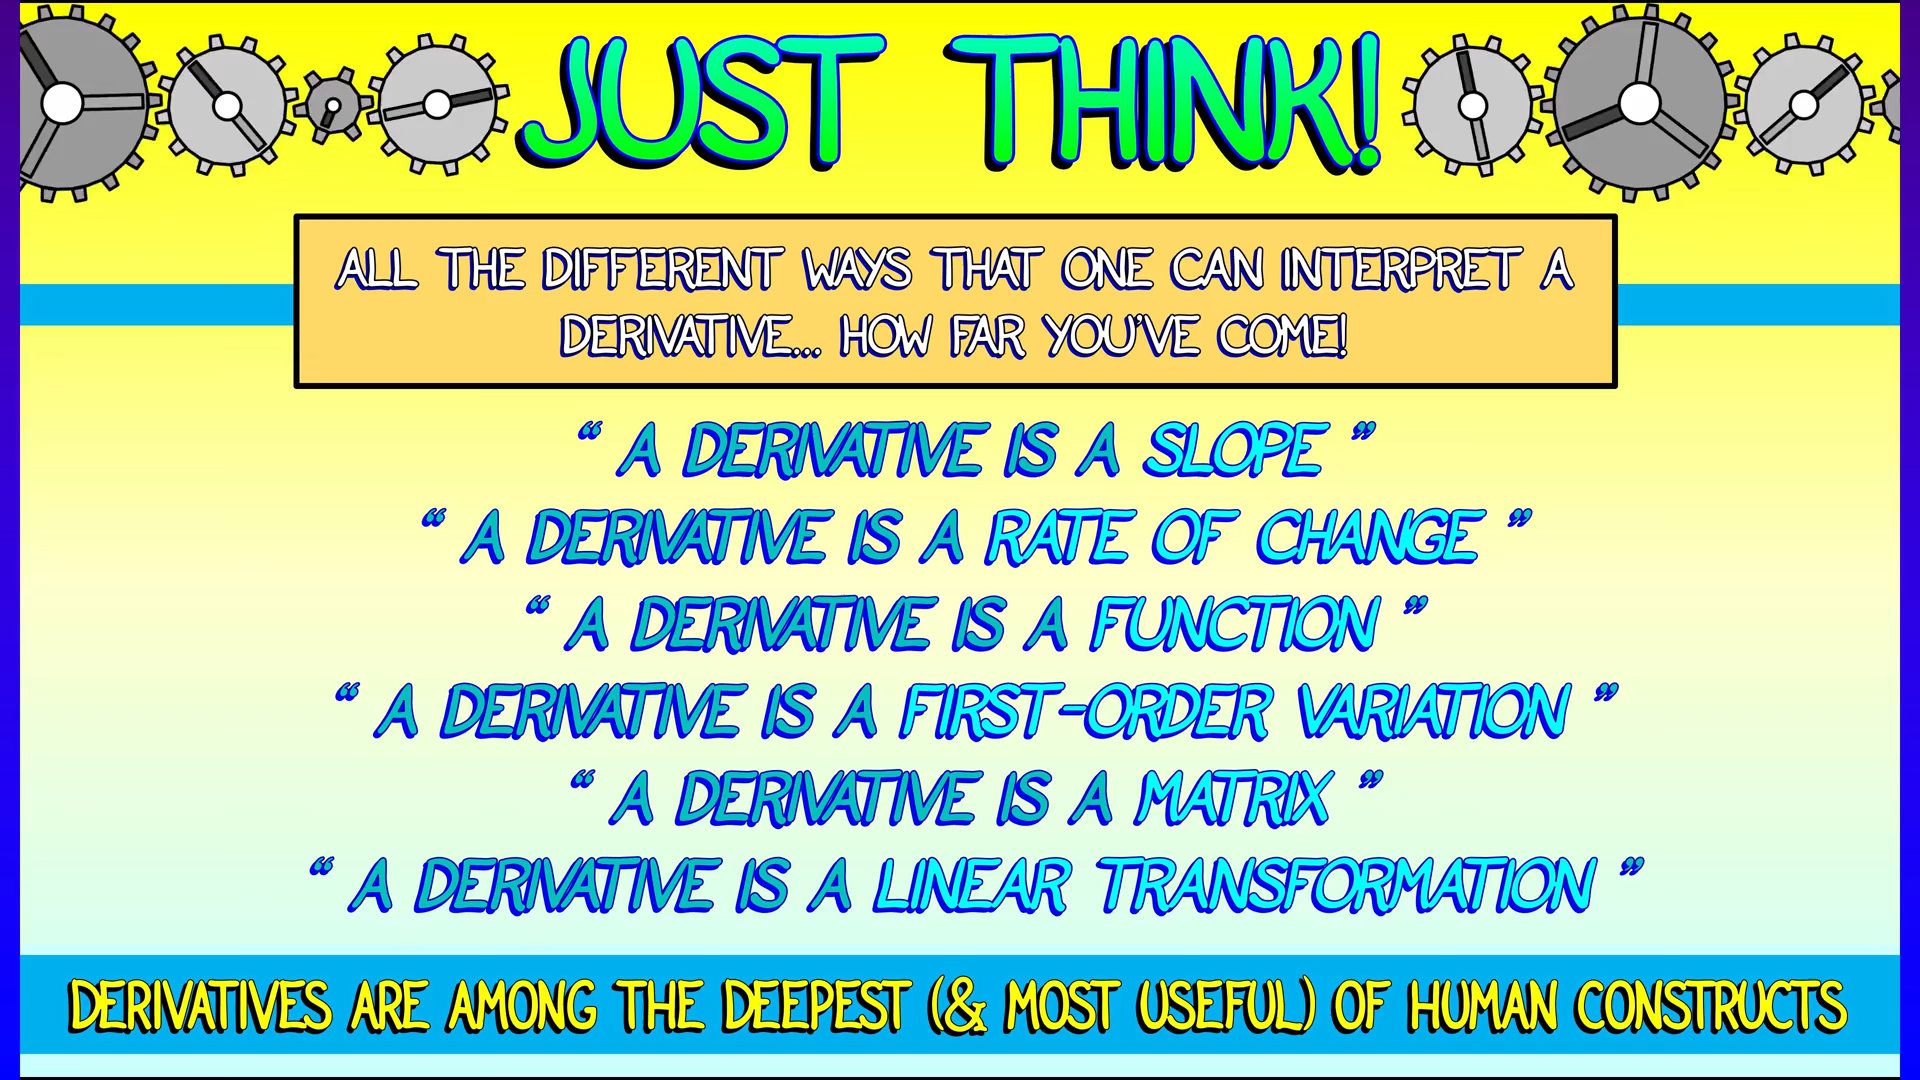 JUST THINK!
ALL THE DIFFERENT WAYS THAT ONE CAN INTERPRET A
DERIVATIVE... HOW FAR YOU'VE COME!
“ A DERIVATIVE IS A SLOPE ”
“ A DERIVATIVE IS A RATE OF CHANGE ”
“ A DERIVATIVE IS A FUNCTION ”
“ A DERIVATIVE IS A FIRST-ORDER VARIATION ”
“ A DERIVATIVE IS A MATRIX ”
“ A DERIVATIVE IS A LINEAR TRANSFORMATION ”
DERIVATIVES ARE AMONG THE DEEPEST (& MOST USEFUL) OF HUMAN CONSTRUCTS